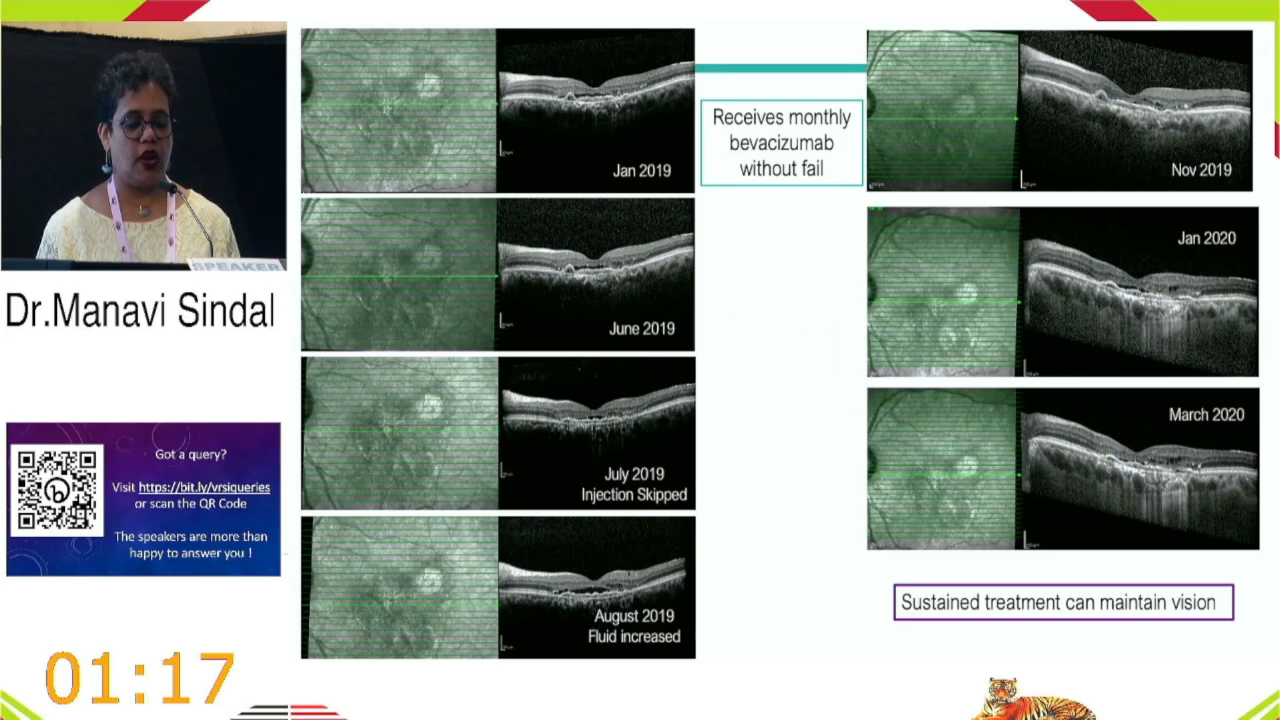 SPEAKER
Dr.Manavi Sindal
Got a query?
Visit https://bit.ly/vrsiqueries
or scan the QR Code
The speakers are more than
happy to answer you !
01:17
Jan 2019
June 2019
July 2019
Injection Skipped
August 2019
Fluid increased
Receives monthly
bevacizumab
without fail
Nov 2019
Jan 2020
March 2020
Sustained treatment can maintain vision